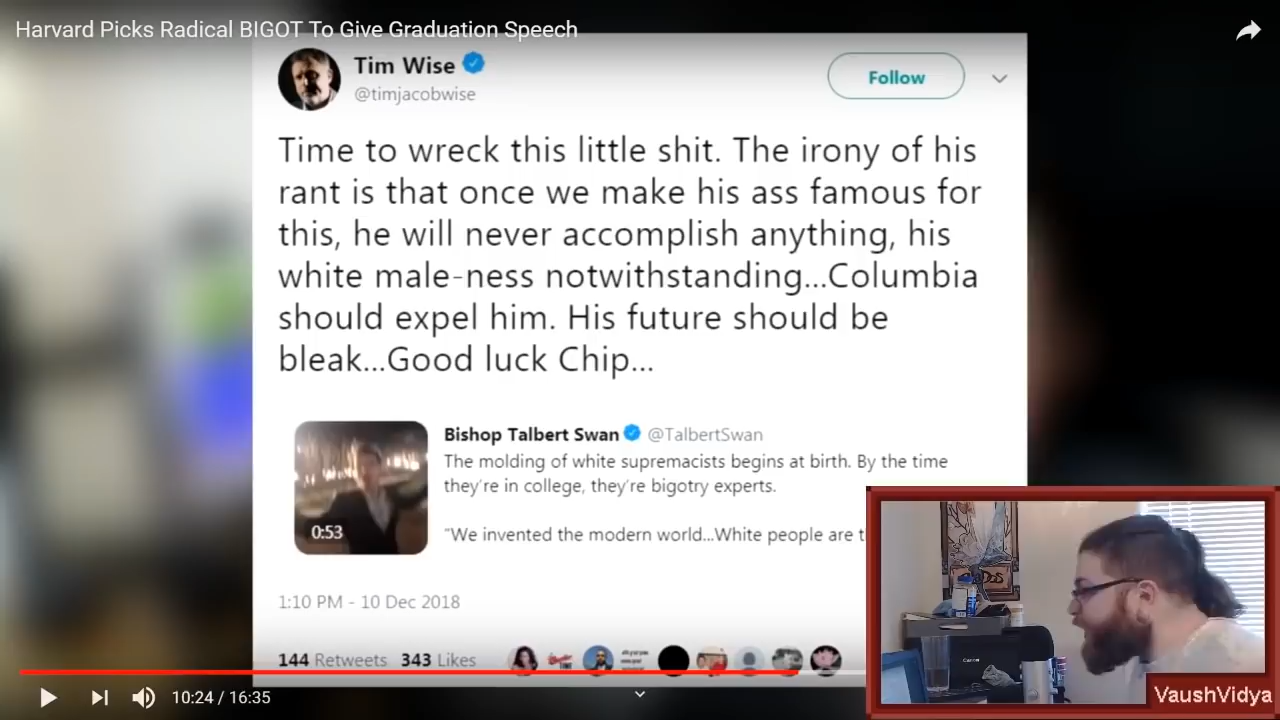 Harvard Picks Radical BIGOT To Give Graduation Speech
Tim Wise
@timjacobwise
Follow
Time to wreck this little shit. The irony of his
rant is that once we make his ass famous for
this, he will never accomplish anything, his
white male-ness notwithstanding...Columbia
should expel him. His future should be
bleak...Good luck Chip...
Bishop Talbert Swan @TalbertSwan
The molding of white supremacists begins at birth. By the time
they're in college, they're bigotry experts.
0:53
"We invented the modern world...White people are t
1:10 PM - 10 Dec 2018
144 Retweets 343 Likes
10:24 / 16:35
Canon
VaushVidya